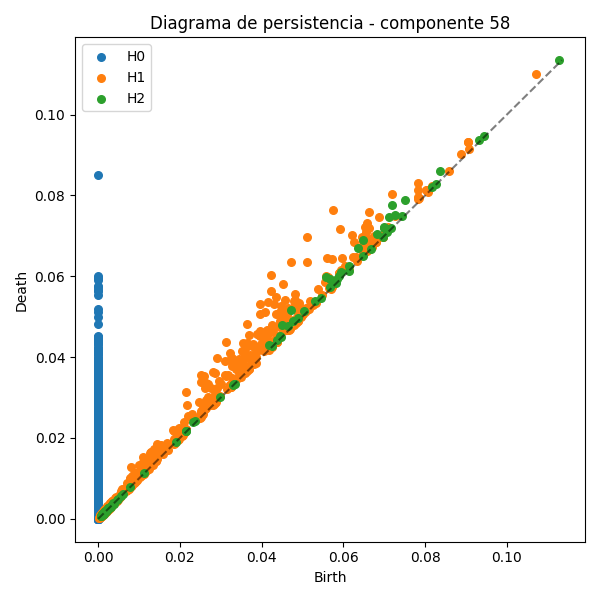 Diagrama de persistencia - componente 58
H0
H1
H2
Death
0.10
0.08
0.06
0.04
0.02
0.00
0.00 0.02 0.04 0.06 0.08 0.10
Birth